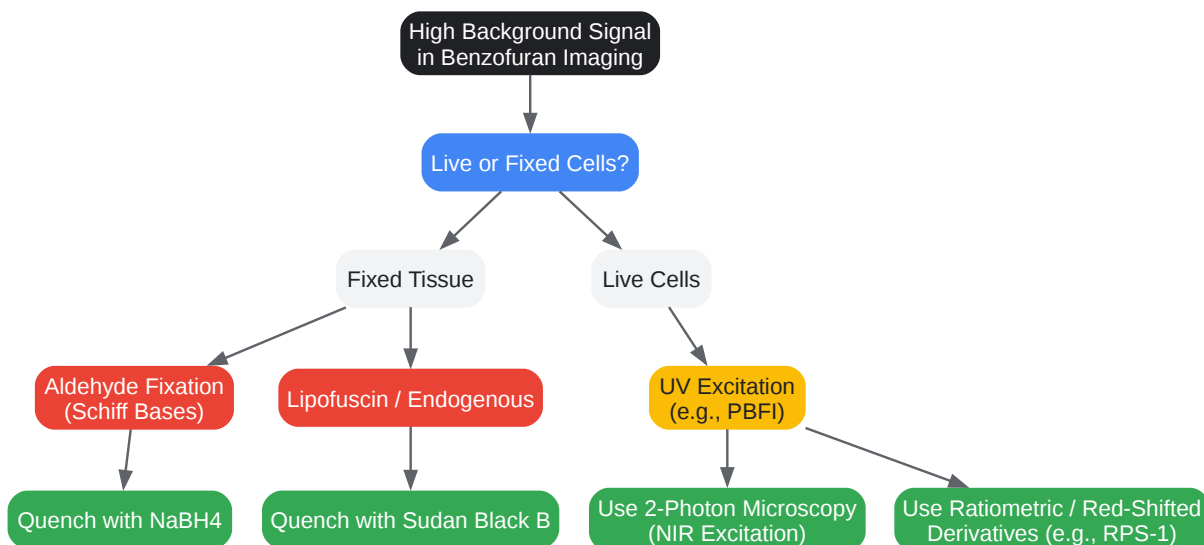 High Background Signal
in Benzofuran Imaging
Live or Fixed Cells?
Fixed Tissue
Live Cells
Aldehyde Fixation
(Schiff Bases)
Lipofuscin / Endogenous
UV Excitation
(e.g., PBFI)
Quench with NaBH4
Quench with Sudan Black B
Use 2-Photon Microscopy
(NIR Excitation)
Use Ratiometric / Red-Shifted
Derivatives (e.g., RPS-1)